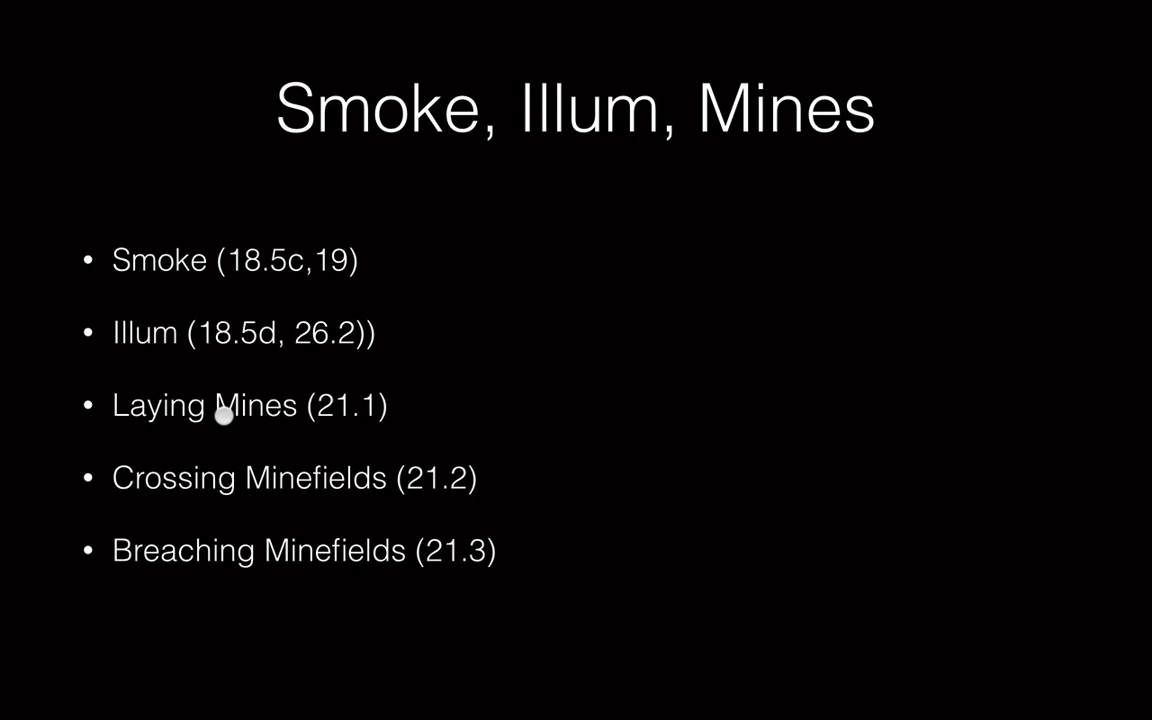 Smoke, Illum, Mines
• Smoke (18.5c,19)
• Illum (18.5d, 26.2))
• Laying Mines (21.1)
• Crossing Minefields (21.2)
• Breaching Minefields (21.3)